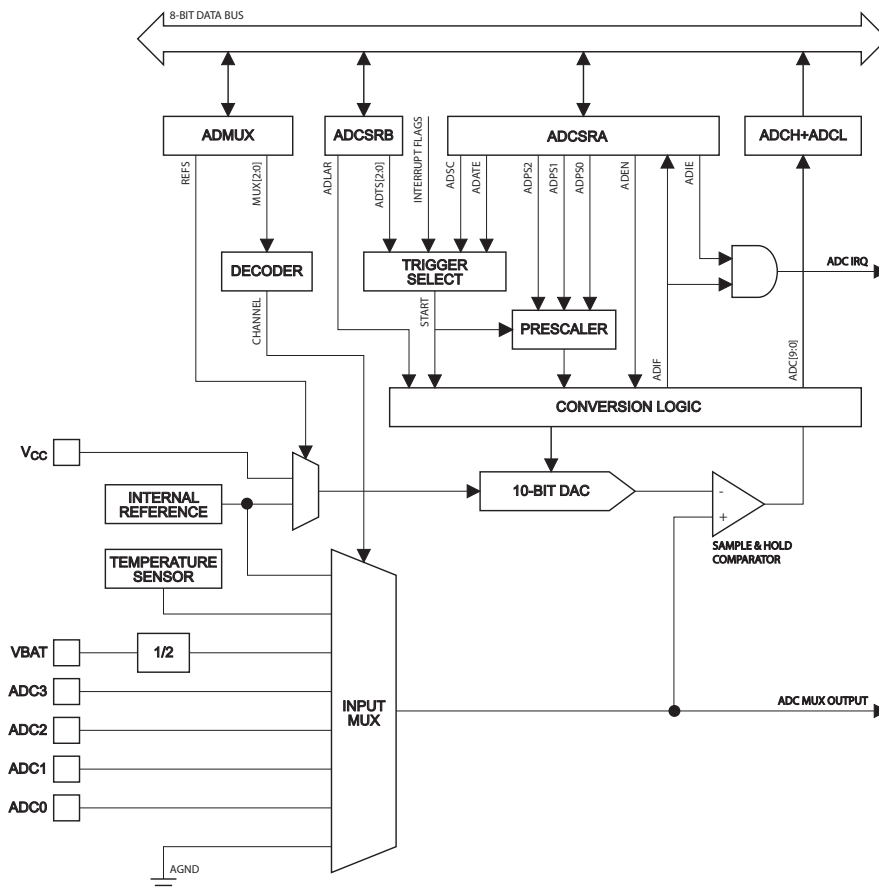 8-BIT DATA BUS
ADMUX
ADCSRB
ADCSRA
ADCH+ADCL
REFS
MUX[2:0]
ADLAR
ADTS[2:0]
INTERRUPT FLAGS
ADSC
ADATE
ADPS2
ADPS1
ADPS0
ADEN
ADIE
DECODER
TRIGGER
SELECT
ADC IRQ
CHANNEL
START
PRESCALER
ADIF
ADC[9:0]
CONVERSION LOGIC
VCC
INTERNAL
REFERENCE
10-BIT DAC
-
+
SAMPLE & HOLD
COMPARATOR
TEMPERATURE
SENSOR
VBAT
1/2
ADC3
INPUT
MUX
ADC MUX OUTPUT
ADC2
ADC1
ADC0
AGND